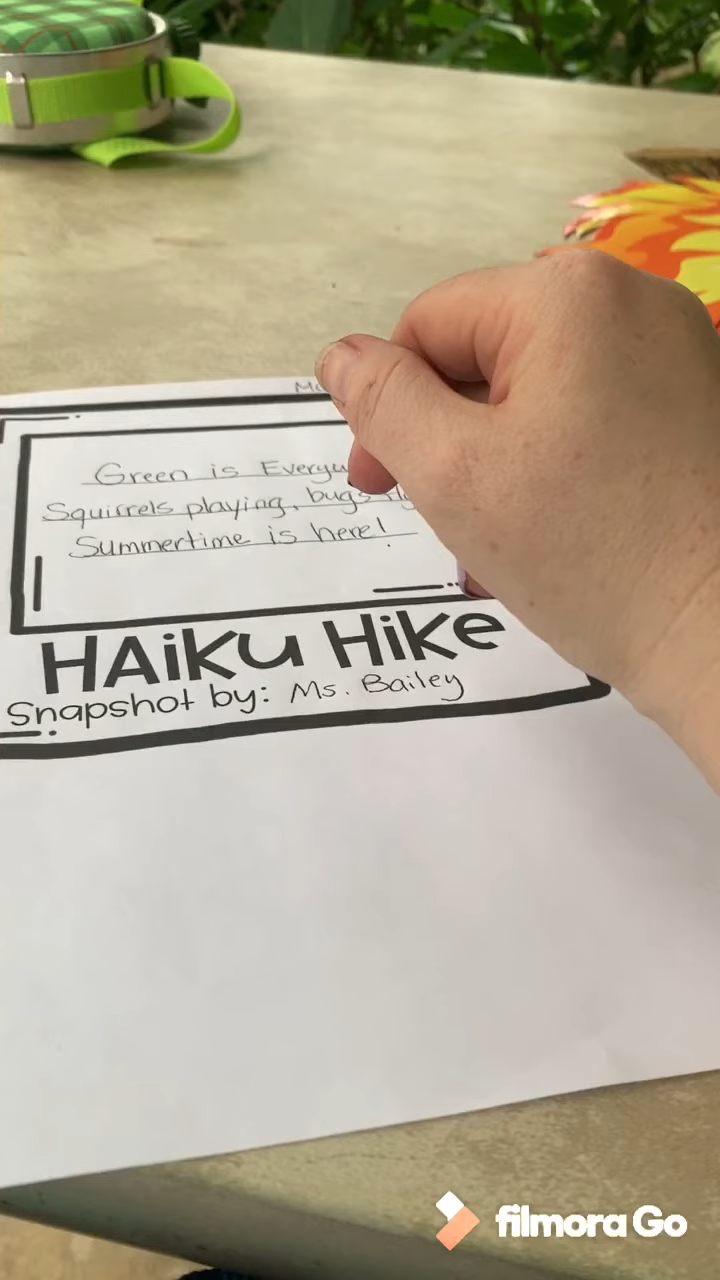 Green is
Squirrels playing, bugs
Summertime is here!
HAiKU HiKe
Snapshot by: Ms. Bailey
filmora Go